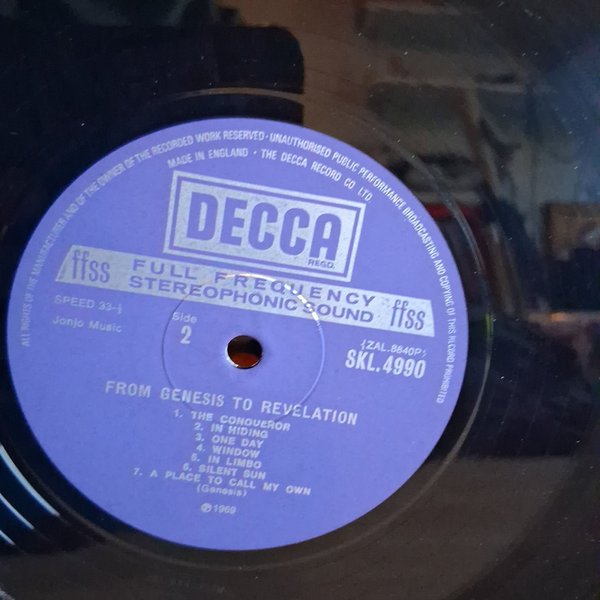 ALL RIGHTS OF THE MANUFACTURER AND OF THE OWNER OF THE RECORDED WORK RESERVED · UNAUTHORISED PUBLIC PERFORMANCE BROADCASTING AND COPYING OF THIS RECORD PROHIBITED
MADE IN ENGLAND · THE DECCA RECORD CO LTD
DECCA
REGD.
ffss FULL FREQUENCY STEREOPHONIC SOUND ffss
SPEED 33⅓
Jonjo Music
Side
2
(ZAL.8640P)
SKL.4990
FROM GENESIS TO REVELATION
1. THE CONQUEROR
2. IN HIDING
3. ONE DAY
4. WINDOW
5. IN LIMBO
6. SILENT SUN
7. A PLACE TO CALL MY OWN
(Genesis)
℗1969